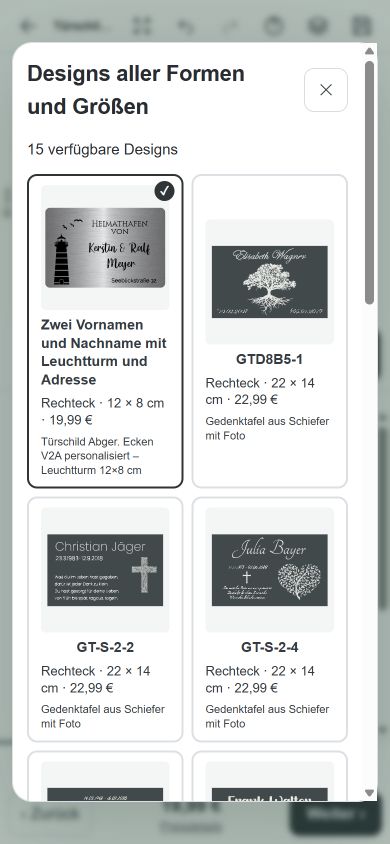 Designs aller Formen
und Größen
15 verfügbare Designs
HEIMATHAFEN
VON
Kerstin & Ralf
Meyer
Seeblickstraße 12
Zwei Vornamen
und Nachname mit
Leuchtturm und
Adresse
Rechteck · 12 × 8 cm
· 19,99 €
Türschild Abger. Ecken
V2A personalisiert –
Leuchtturm 12×8 cm
Elisabeth Wagner
GTD8B5-1
Rechteck · 22 × 14
cm · 22,99 €
Gedenktafel aus Schiefer
mit Foto
Christian Jäger
GT-S-2-2
Rechteck · 22 × 14
cm · 22,99 €
Gedenktafel aus Schiefer
mit Foto
Julia Bayer
GT-S-2-4
Rechteck · 22 × 14
cm · 22,99 €
Gedenktafel aus Schiefer
mit Foto
Zurück